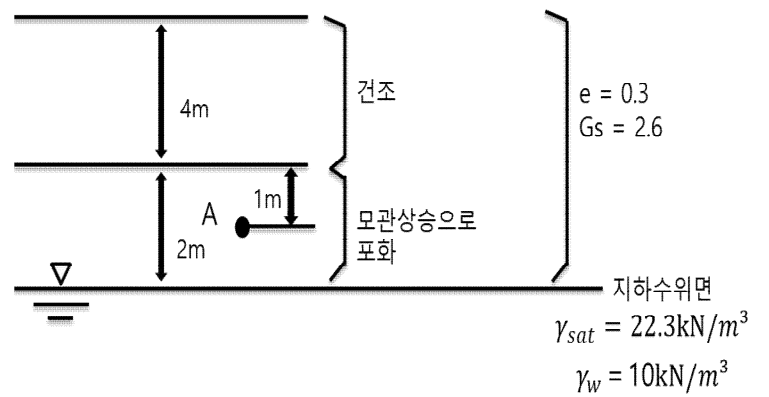 건조
e = 0.3
4m
Gs = 2.6
1m
A
모관상승으로
포화
2m
지하수위면
γsat = 22.3kN/m³
γw = 10kN/m³